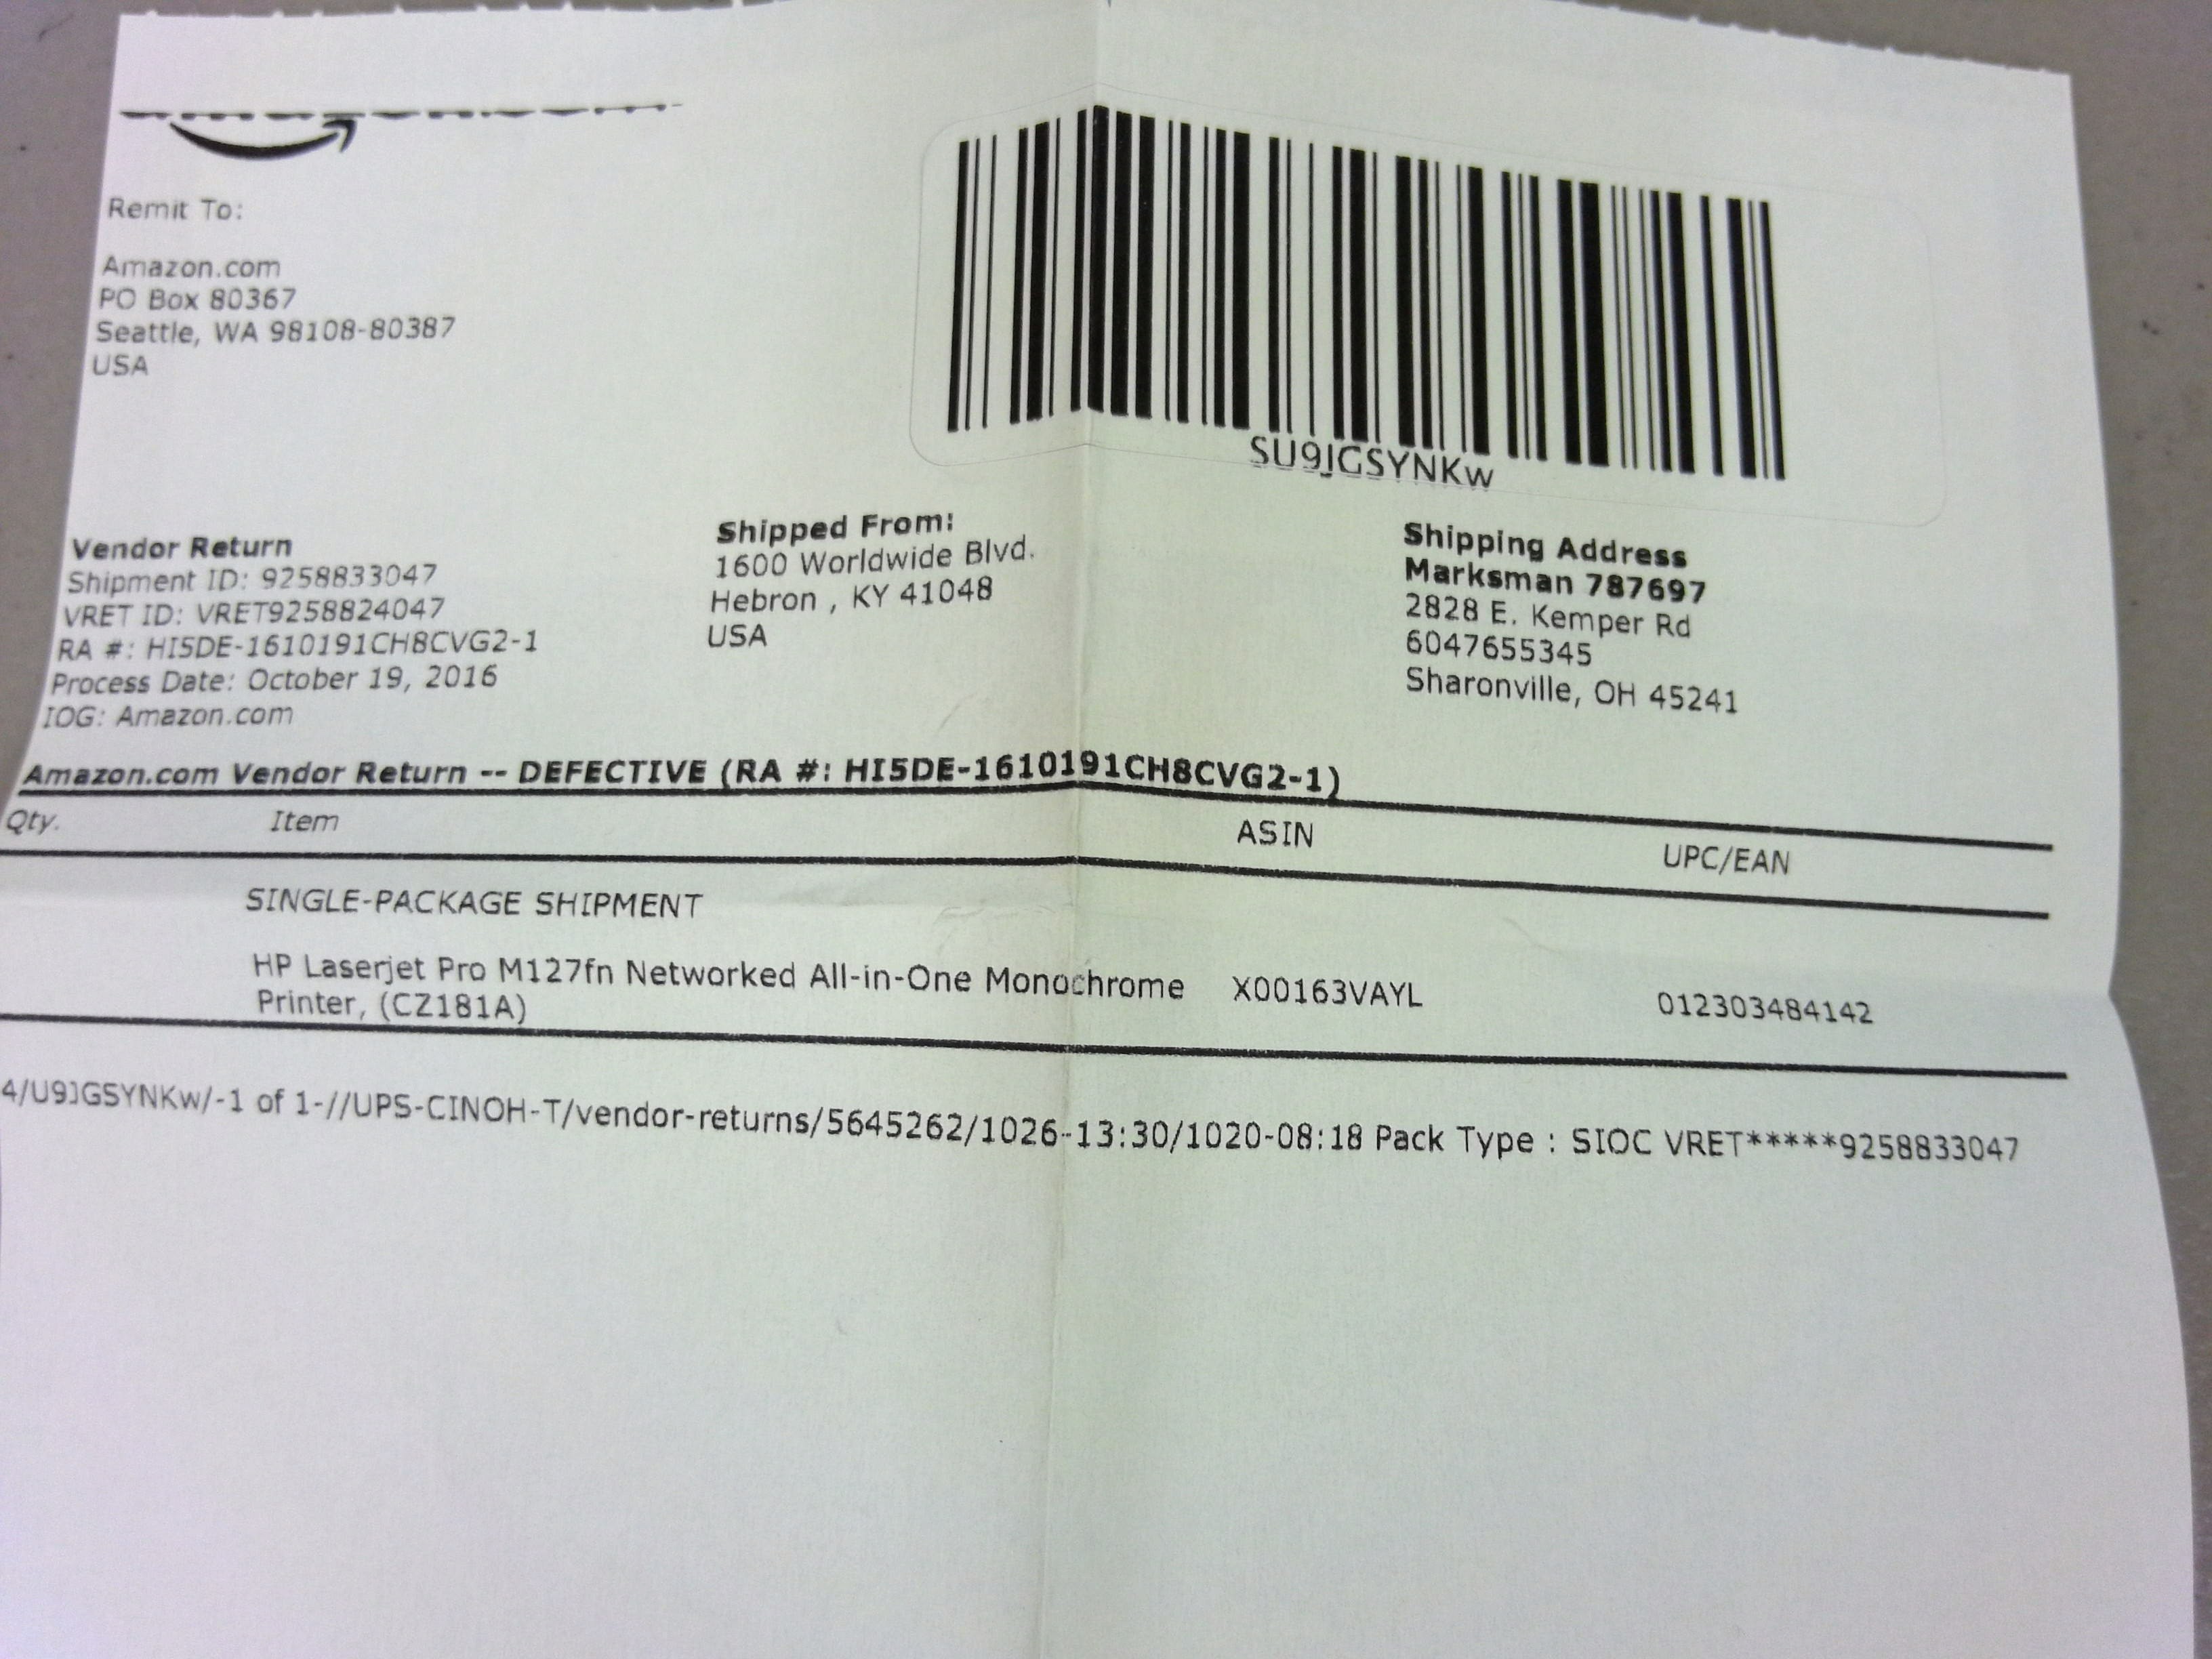 Remit To:
Amazon.com
PO Box 80367
Seattle, WA 98108-80387
USA
SU9JGSYNKw
Vendor Return
Shipment ID: 9258833047
VRET ID: VRET9258824047
RA #: HI5DE-1610191CH8CVG2-1
Process Date: October 19, 2016
IOG: Amazon.com
Shipped From:
1600 Worldwide Blvd.
Hebron , KY 41048
USA
Shipping Address
Marksman 787697
2828 E. Kemper Rd
6047655345
Sharonville, OH 45241
Amazon.com Vendor Return -- DEFECTIVE (RA #: HI5DE-1610191CH8CVG2-1)
Qty. Item ASIN UPC/EAN
SINGLE-PACKAGE SHIPMENT
HP Laserjet Pro M127fn Networked All-in-One Monochrome X00163VAYL 012303484142
Printer, (CZ181A)
4/U9JGSYNKw/-1 of 1-//UPS-CINOH-T/vendor-returns/5645262/1026-13:30/1020-08:18 Pack Type : SIOC VRET*****9258833047